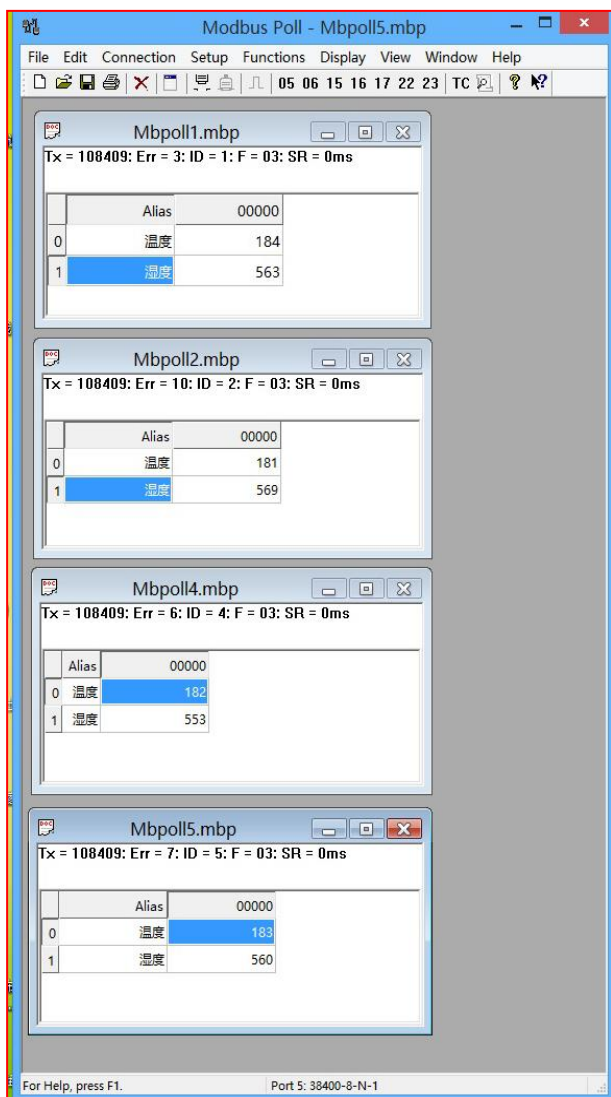 Modbus Poll - Mbpoll5.mbp
File Edit Connection Setup Functions Display View Window Help
05 06 15 16 17 22 23 TC
Mbpoll1.mbp
Tx = 108409: Err = 3: ID = 1: F = 03: SR = 0ms
Alias 00000
0 温度 184
1 湿度 563
Mbpoll2.mbp
Tx = 108409: Err = 10: ID = 2: F = 03: SR = 0ms
Alias 00000
0 温度 181
1 湿度 569
Mbpoll4.mbp
Tx = 108409: Err = 6: ID = 4: F = 03: SR = 0ms
Alias 00000
0 温度 182
1 湿度 553
Mbpoll5.mbp
Tx = 108409: Err = 7: ID = 5: F = 03: SR = 0ms
Alias 00000
0 温度 183
1 湿度 560
For Help, press F1. Port 5: 38400-8-N-1